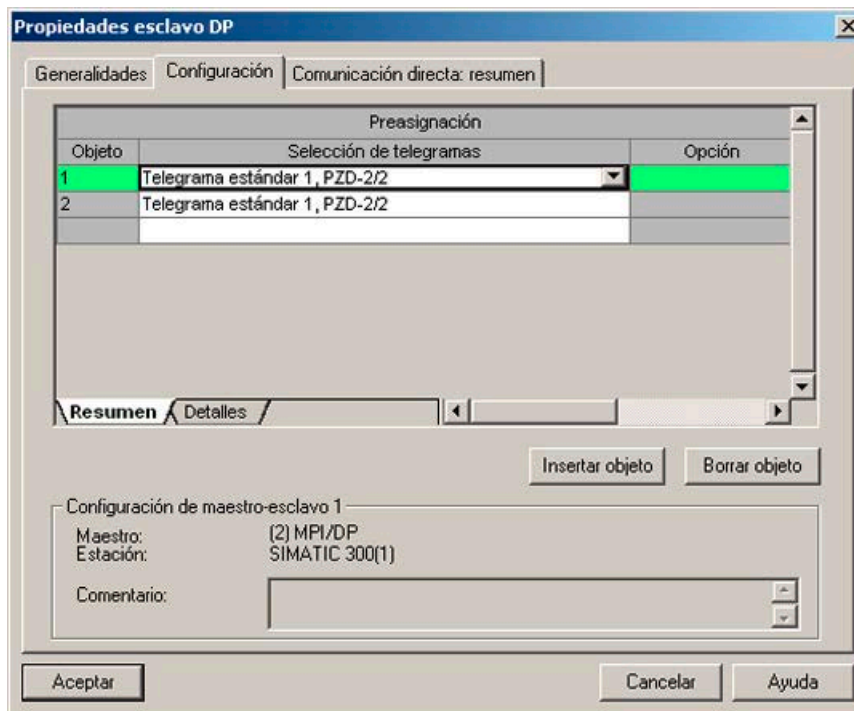 Propiedades esclavo DP
Generalidades Configuración Comunicación directa: resumen
Preasignación
Objeto Selección de telegramas Opción
1 Telegrama estándar 1, PZD-2/2
2 Telegrama estándar 1, PZD-2/2
Resumen Detalles
Insertar objeto Borrar objeto
Configuración de maestro-esclavo 1
Maestro: (2) MPI/DP
Estación: SIMATIC 300(1)
Comentario:
Aceptar Cancelar Ayuda